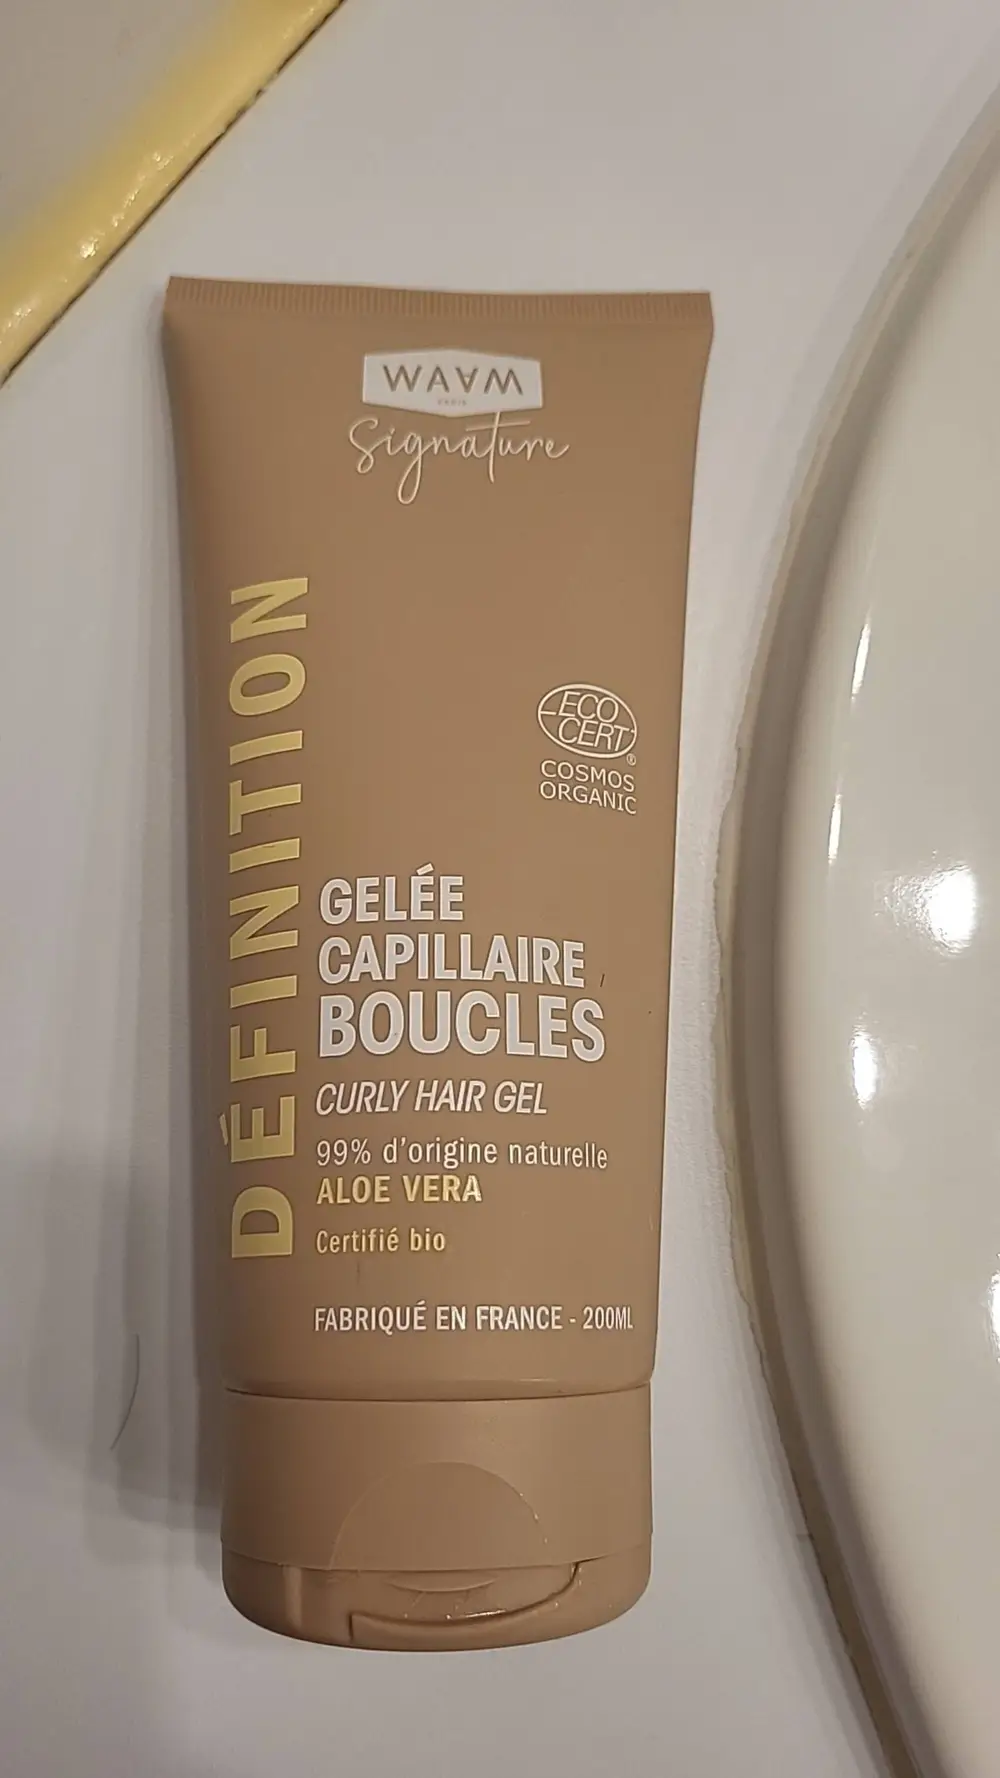 WAAM
PARIS
Signature
DÉFINITION
ECO
CERT®
COSMOS
ORGANIC
GELÉE
CAPILLAIRE
BOUCLES
CURLY HAIR GEL
99% d'origine naturelle
ALOE VERA
Certifié bio
FABRIQUÉ EN FRANCE - 200ML